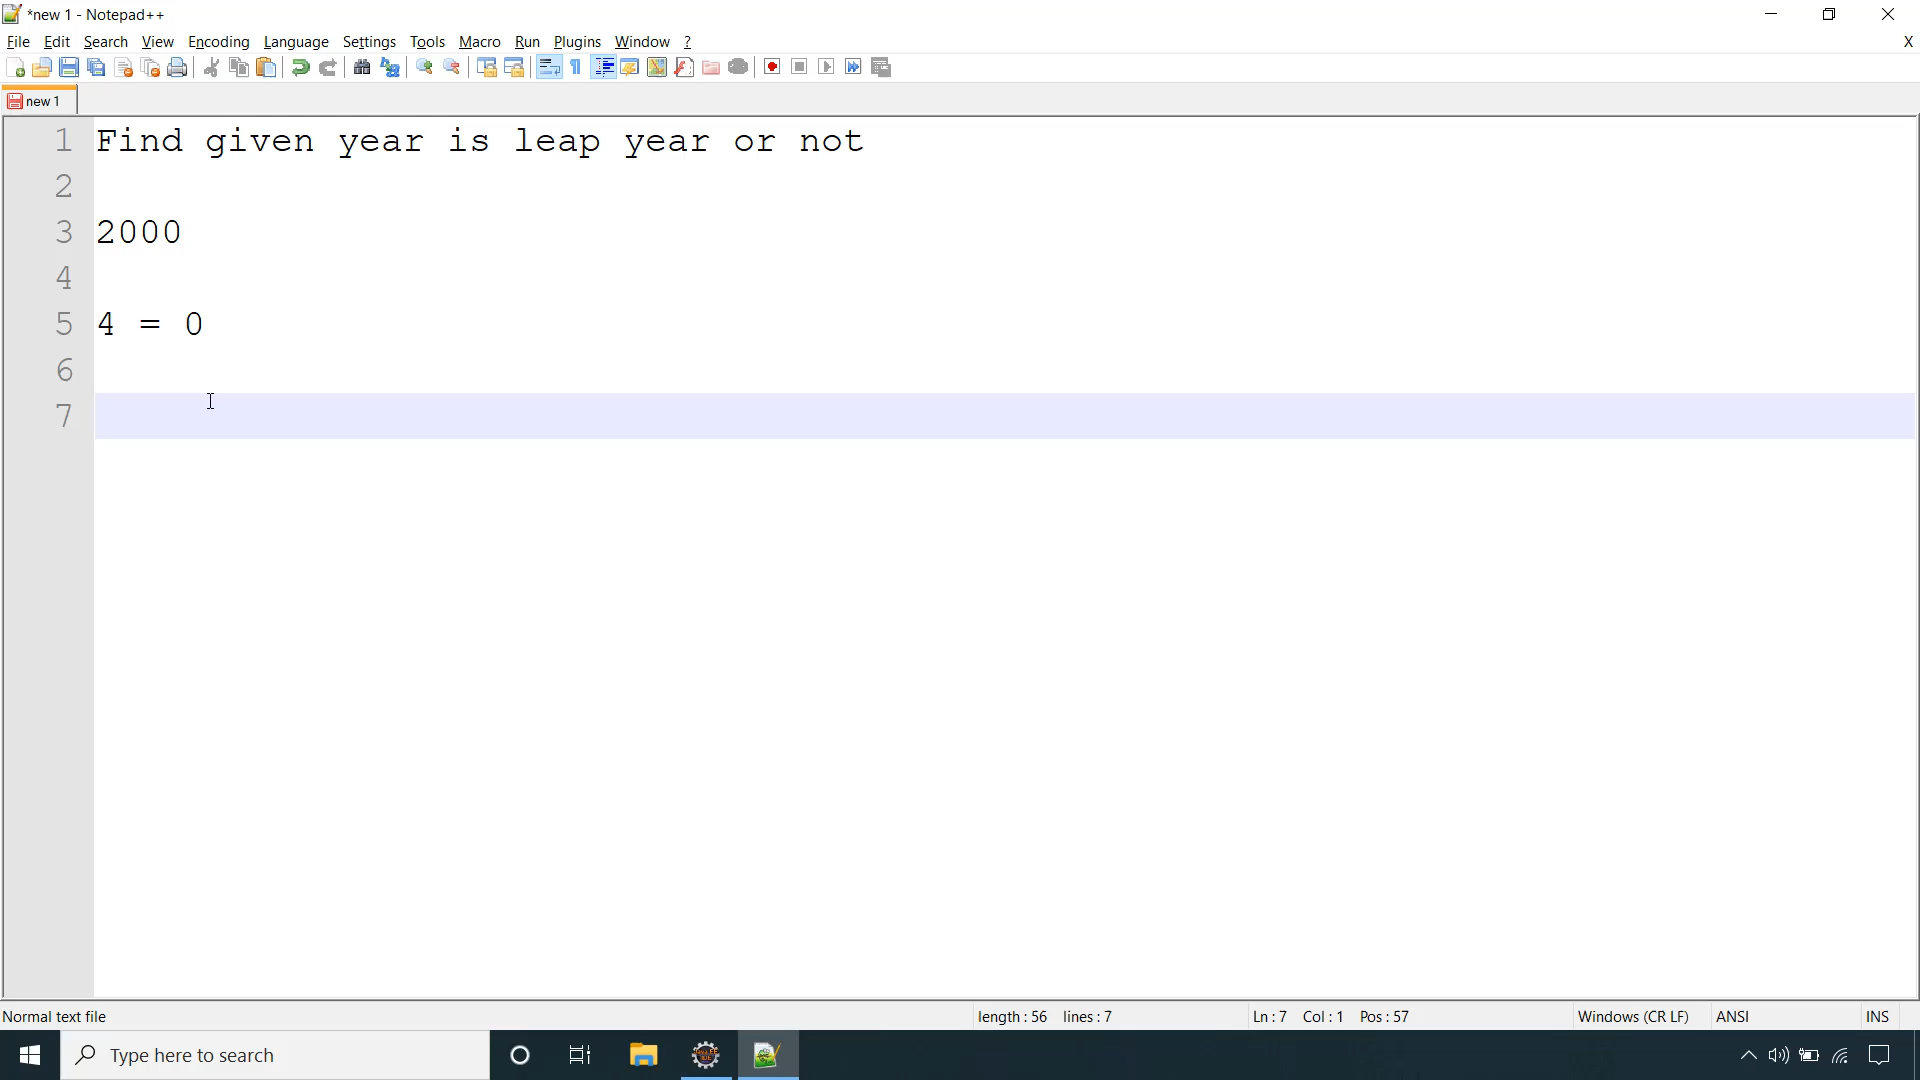 *new 1 - Notepad++
File Edit Search View Encoding Language Settings Tools Macro Run Plugins Window ? X
new 1
1 Find given year is leap year or not
2
3 2000
4
5 4 = 0
6
7
Normal text file length : 56 lines : 7 Ln : 7 Col : 1 Pos : 57 Windows (CR LF) ANSI INS
Type here to search